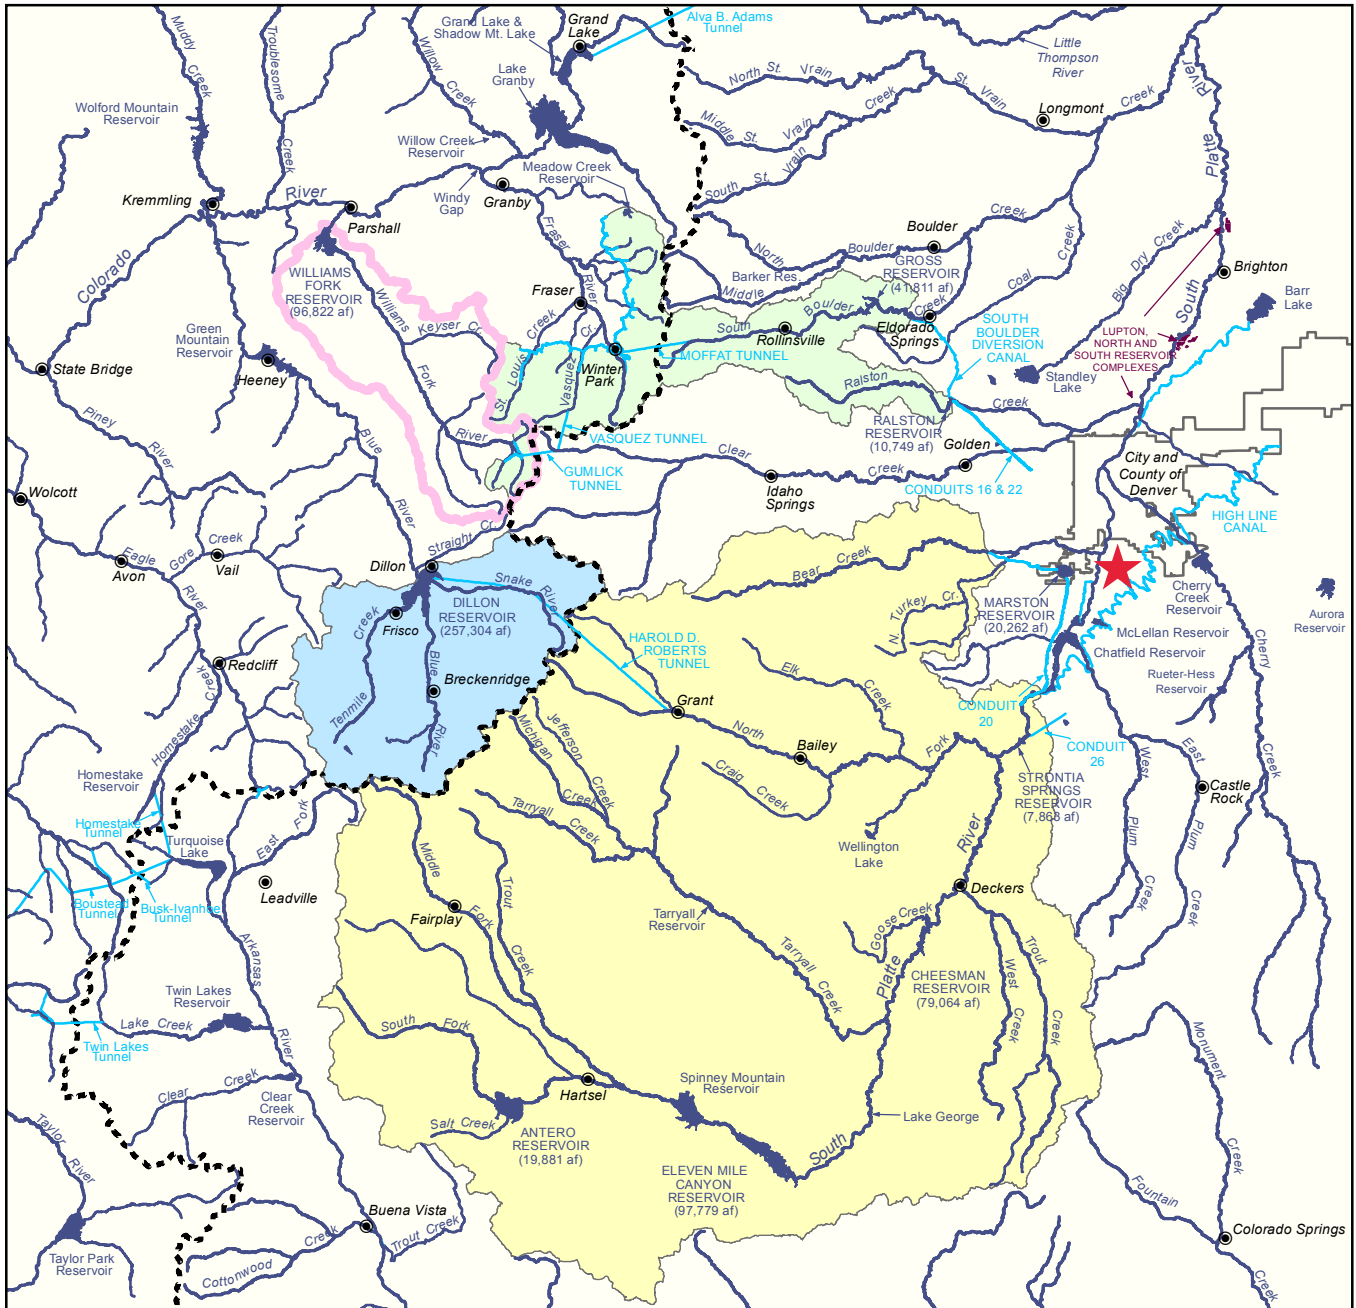 Muddy
Creek
Troublesome
Creek
Grand Lake &
Shadow Mt. Lake
Grand
Lake
Alva B. Adams
Tunnel
Willow
Creek
Lake
Granby
Little
Thompson
River
North St. Vrain
St.
Vrain
Creek
Longmont
River
Platte
Wolford Mountain
Reservoir
Middle
St.
Vrain
Creek
Willow Creek
Reservoir
Meadow Creek
Reservoir
South
St.
Vrain
Windy
Gap
Granby
Kremmling
River
Parshall
Colorado
Fraser
River
North
Boulder
Creek
Boulder
Barker Res.
Middle
GROSS
RESERVOIR
(41,811 af)
Coal
Creek
Big Dry Creek
South
Brighton
Barr
Lake
WILLIAMS
FORK
RESERVOIR
(96,822 af)
Williams
Fork
Keyser Cr.
Fraser
St. Louis
Creek
Vasquez
Cr.
Winter
Park
MOFFAT TUNNEL
South
Boulder
Creek
Rollinsville
Eldorado
Springs
SOUTH
BOULDER
DIVERSION
CANAL
LUPTON,
NORTH AND
SOUTH RESERVOIR
COMPLEXES
Standley
Lake
Green
Mountain
Reservoir
Heeney
State Bridge
Piney
River
Blue
River
Ralston
Creek
RALSTON
RESERVOIR
(10,749 af)
River
VASQUEZ TUNNEL
GUMLICK
TUNNEL
Clear
Creek
Golden
Idaho
Springs
CONDUITS 16 & 22
City and
County of
Denver
HIGH LINE
CANAL
Wolcott
Eagle
River
Avon
Gore
Creek
Vail
Straight
Cr.
Dillon
DILLON
RESERVOIR
(257,304 af)
Snake
River
Creek
Frisco
Tenmile
Blue
River
Breckenridge
HAROLD D.
ROBERTS
TUNNEL
Bear Creek
N. Turkey Cr.
MARSTON
RESERVOIR
(20,262 af)
Cherry
Creek
Reservoir
Aurora
Reservoir
McLellan Reservoir
Chatfield Reservoir
Rueter-Hess
Reservoir
Cherry
Creek
Redcliff
Homestake
Creek
Elk
Creek
Grant
North
Fork
Bailey
CONDUIT
20
CONDUIT
26
Michigan
Creek
Jefferson
Creek
Craig
Creek
STRONTIA
SPRINGS
RESERVOIR
(7,863 af)
West
Plum
Creek
East
Plum
Creek
Castle
Rock
Homestake
Reservoir
Homestake
Tunnel
Turquoise
Lake
East
Fork
Tarryall
Creek
Wellington
Lake
River
Deckers
Boustead
Tunnel
Busk-Ivanhoe
Tunnel
Leadville
Arkansas
River
Middle
Fork
Fairplay
Trout
Creek
Tarryall
Reservoir
Tarryall
Creek
Goose Creek
Platte
CHEESMAN
RESERVOIR
(79,064 af)
West
Creek
Trout
Creek
Twin Lakes
Reservoir
Lake Creek
Twin Lakes
Tunnel
South
Fork
Monument
Creek
Clear
Creek
Clear
Creek
Reservoir
Hartsel
Spinney Mountain
Reservoir
Lake George
Salt Creek
ANTERO
RESERVOIR
(19,881 af)
South
ELEVEN MILE
CANYON
RESERVOIR
(97,779 af)
Taylor
River
Taylor Park
Reservoir
Buena Vista
Trout Creek
Cottonwood
Creek
Fountain
Creek
Colorado Springs